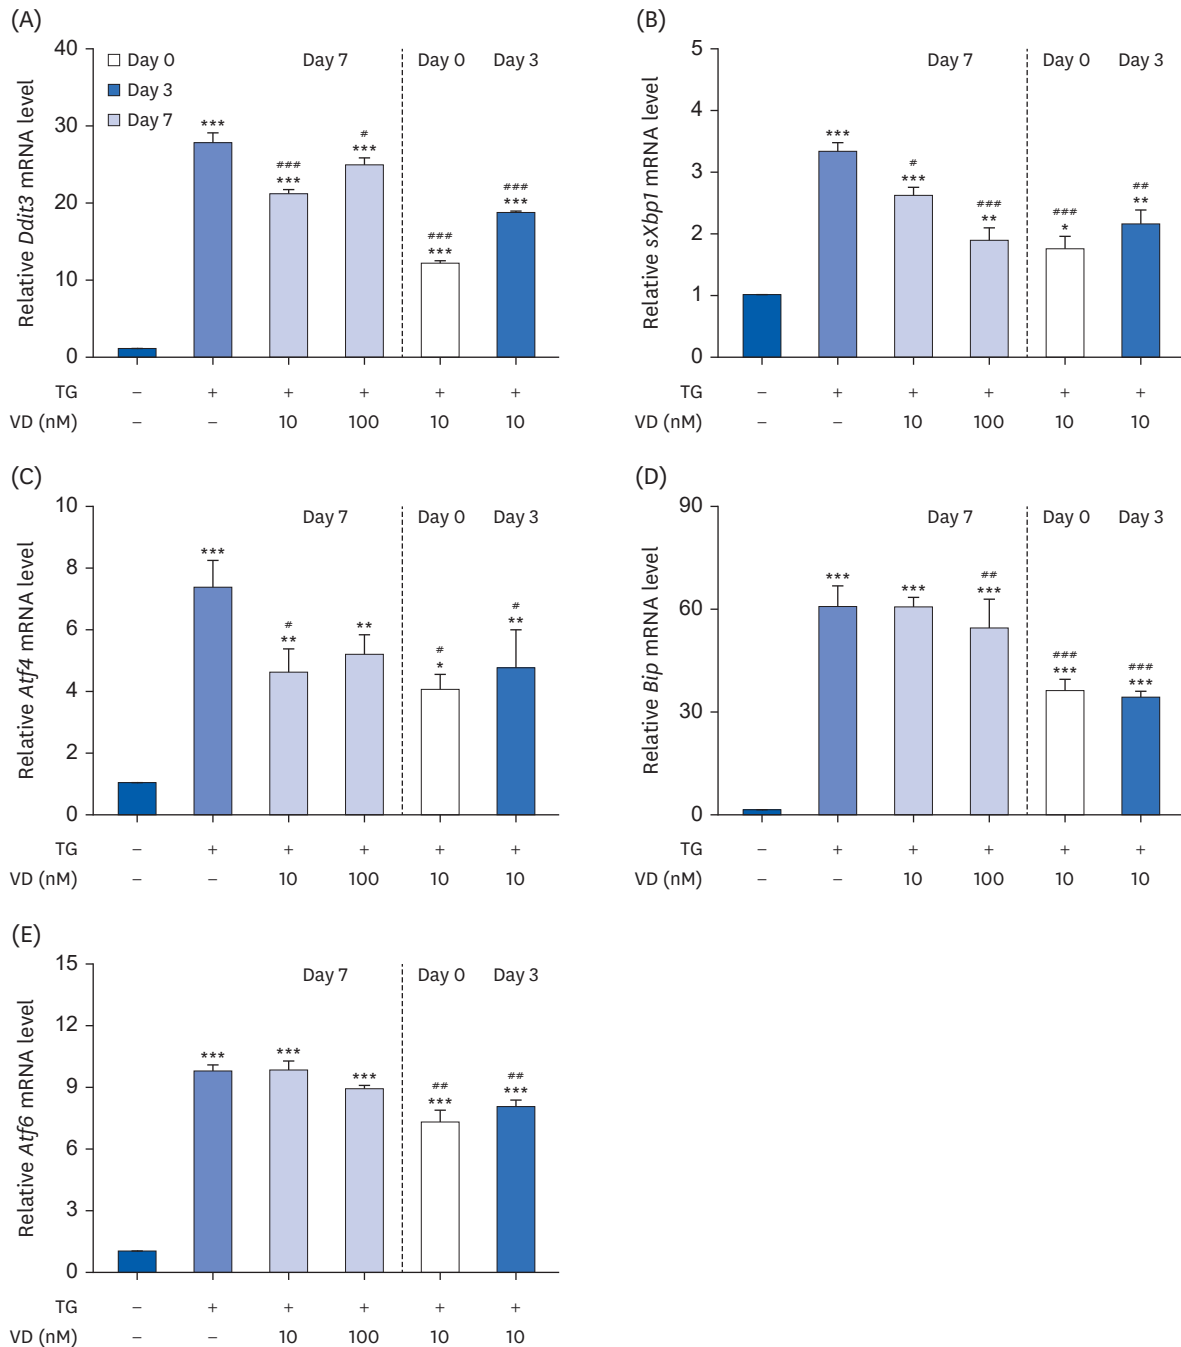 (A)
Relative Ddit3 mRNA level
40
30
20
10
0
Day 0
Day 3
Day 7
Day 7 Day 0 Day 3
***
### ***
# ***
### ***
### ***
TG – + + + + +
VD (nM) – – 10 100 10 10
(B)
Relative sXbp1 mRNA level
5
4
3
2
1
0
Day 7 Day 0 Day 3
***
# ***
### **
### *
## **
TG – + + + + +
VD (nM) – – 10 100 10 10
(C)
Relative Atf4 mRNA level
10
8
6
4
2
0
Day 7 Day 0 Day 3
***
# **
**
# *
# **
TG – + + + + +
VD (nM) – – 10 100 10 10
(D)
Relative Bip mRNA level
90
60
30
0
Day 7 Day 0 Day 3
***
***
## ***
### ***
### ***
TG – + + + + +
VD (nM) – – 10 100 10 10
(E)
Relative Atf6 mRNA level
15
12
9
6
3
0
Day 7 Day 0 Day 3
***
***
***
## ***
## ***
TG – + + + + +
VD (nM) – – 10 100 10 10